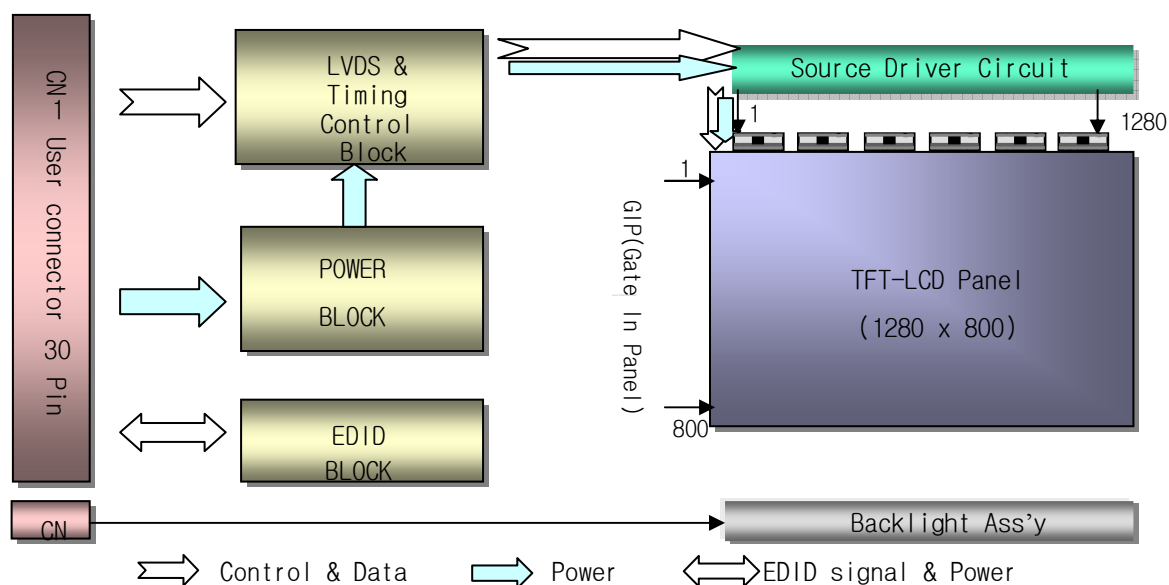 CN-1 User connector 30 Pin
LVDS &
Timing
Control
Block
POWER
BLOCK
EDID
BLOCK
Source Driver Circuit
1
1280
1
GIP(Gate In Panel)
800
TFT-LCD Panel
(1280 x 800)
CN
Backlight Ass'y
Control & Data
Power
EDID signal & Power